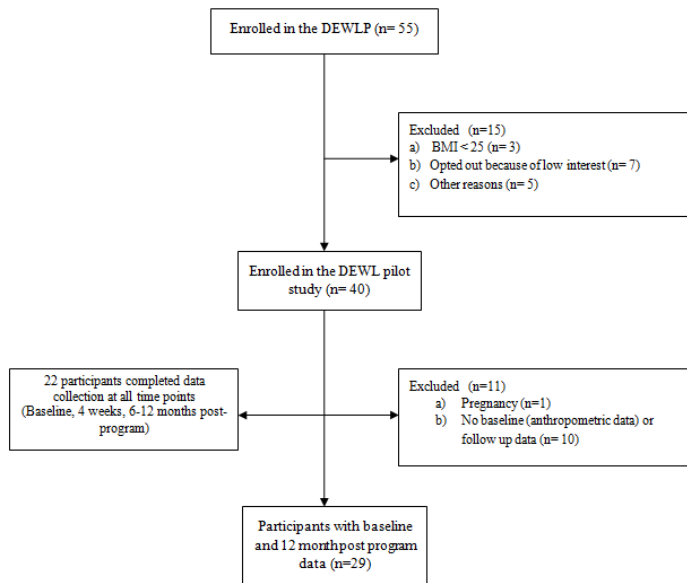 Enrolled in the DEWLP (n= 55)
Excluded (n=15)
a) BMI < 25 (n= 3)
b) Opted out because of low interest (n= 7)
c) Other reasons (n= 5)
Enrolled in the DEWL pilot
study (n= 40)
22 participants completed data
collection at all time points
(Baseline, 4 weeks, 6-12 months post-
program)
Excluded (n=11)
a) Pregnancy (n=1)
b) No baseline (anthropometric data) or
follow up data (n= 10)
Participants with baseline
and 12 monthpost program
data (n=29)